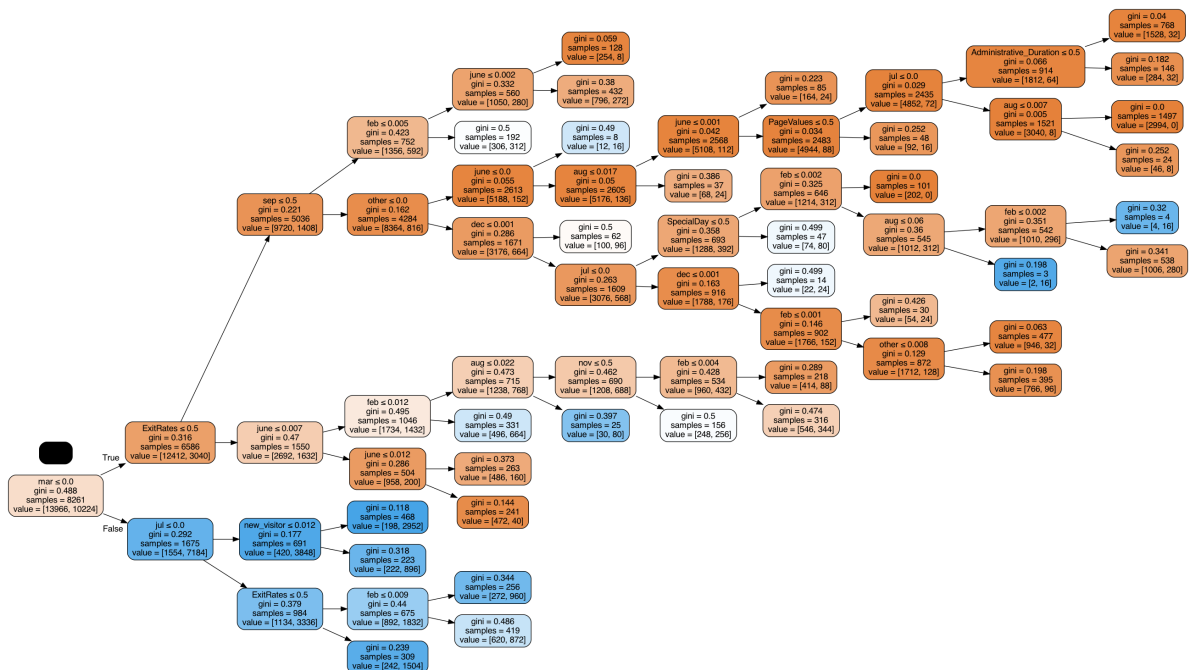 gini = 0.04
samples = 768
value = [1528, 32]
Administrative_Duration ≤ 0.5
gini = 0.066
samples = 914
value = [1812, 64]
gini = 0.182
samples = 146
value = [284, 32]
gini = 0.059
samples = 128
value = [254, 8]
june ≤ 0.002
gini = 0.332
samples = 560
value = [1050, 280]
gini = 0.38
samples = 432
value = [796, 272]
gini = 0.223
samples = 85
value = [164, 24]
jul ≤ 0.0
gini = 0.029
samples = 2435
value = [4852, 72]
aug ≤ 0.007
gini = 0.005
samples = 1521
value = [3040, 8]
gini = 0.0
samples = 1497
value = [2994, 0]
gini = 0.252
samples = 24
value = [46, 8]
feb ≤ 0.005
gini = 0.423
samples = 752
value = [1356, 592]
gini = 0.5
samples = 192
value = [306, 312]
gini = 0.49
samples = 8
value = [12, 16]
june ≤ 0.001
gini = 0.042
samples = 2568
value = [5108, 112]
PageValues ≤ 0.5
gini = 0.034
samples = 2483
value = [4944, 88]
gini = 0.252
samples = 48
value = [92, 16]
june ≤ 0.0
gini = 0.055
samples = 2613
value = [5188, 152]
aug ≤ 0.017
gini = 0.05
samples = 2605
value = [5176, 136]
gini = 0.386
samples = 37
value = [68, 24]
feb ≤ 0.002
gini = 0.325
samples = 646
value = [1214, 312]
gini = 0.0
samples = 101
value = [202, 0]
sep ≤ 0.5
gini = 0.221
samples = 5036
value = [9720, 1408]
other ≤ 0.0
gini = 0.162
samples = 4284
value = [8364, 816]
dec ≤ 0.001
gini = 0.286
samples = 1671
value = [3176, 664]
gini = 0.5
samples = 62
value = [100, 96]
SpecialDay ≤ 0.5
gini = 0.358
samples = 693
value = [1288, 392]
gini = 0.499
samples = 47
value = [74, 80]
aug ≤ 0.06
gini = 0.36
samples = 545
value = [1012, 312]
feb ≤ 0.002
gini = 0.351
samples = 542
value = [1010, 296]
gini = 0.32
samples = 4
value = [4, 16]
gini = 0.341
samples = 538
value = [1006, 280]
gini = 0.198
samples = 3
value = [2, 16]
jul ≤ 0.0
gini = 0.263
samples = 1609
value = [3076, 568]
dec ≤ 0.001
gini = 0.163
samples = 916
value = [1788, 176]
gini = 0.499
samples = 14
value = [22, 24]
feb ≤ 0.001
gini = 0.146
samples = 902
value = [1766, 152]
gini = 0.426
samples = 30
value = [54, 24]
other ≤ 0.008
gini = 0.129
samples = 872
value = [1712, 128]
gini = 0.063
samples = 477
value = [946, 32]
gini = 0.198
samples = 395
value = [766, 96]
aug ≤ 0.022
gini = 0.473
samples = 715
value = [1238, 768]
nov ≤ 0.5
gini = 0.462
samples = 690
value = [1208, 688]
feb ≤ 0.004
gini = 0.428
samples = 534
value = [960, 432]
gini = 0.289
samples = 218
value = [414, 88]
gini = 0.474
samples = 316
value = [546, 344]
feb ≤ 0.012
gini = 0.495
samples = 1046
value = [1734, 1432]
gini = 0.49
samples = 331
value = [496, 664]
gini = 0.397
samples = 25
value = [30, 80]
gini = 0.5
samples = 156
value = [248, 256]
ExitRates ≤ 0.5
gini = 0.316
samples = 6586
value = [12412, 3040]
june ≤ 0.007
gini = 0.47
samples = 1550
value = [2692, 1632]
june ≤ 0.012
gini = 0.286
samples = 504
value = [958, 200]
gini = 0.373
samples = 263
value = [486, 160]
gini = 0.144
samples = 241
value = [472, 40]
True
mar ≤ 0.0
gini = 0.488
samples = 8261
value = [13966, 10224]
False
jul ≤ 0.0
gini = 0.292
samples = 1675
value = [1554, 7184]
new_visitor ≤ 0.012
gini = 0.177
samples = 691
value = [420, 3848]
gini = 0.118
samples = 468
value = [198, 2952]
gini = 0.318
samples = 223
value = [222, 896]
ExitRates ≤ 0.5
gini = 0.379
samples = 984
value = [1134, 3336]
feb ≤ 0.009
gini = 0.44
samples = 675
value = [892, 1832]
gini = 0.344
samples = 256
value = [272, 960]
gini = 0.486
samples = 419
value = [620, 872]
gini = 0.239
samples = 309
value = [242, 1504]